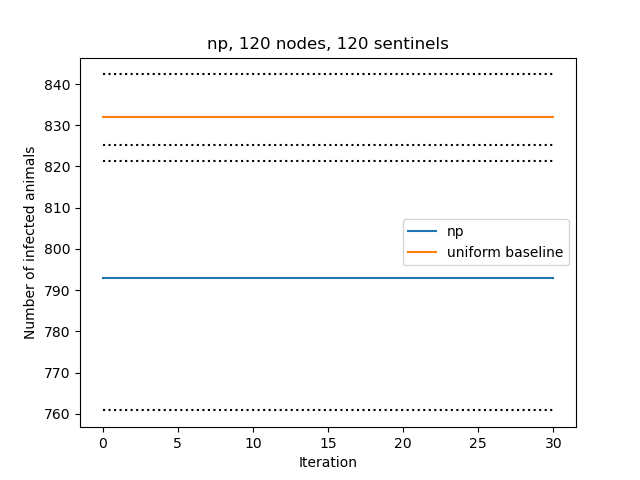 np, 120 nodes, 120 sentinels
840
830
820
810
800
790
780
770
760
Number of infected animals
np
uniform baseline
0 5 10 15 20 25 30
Iteration